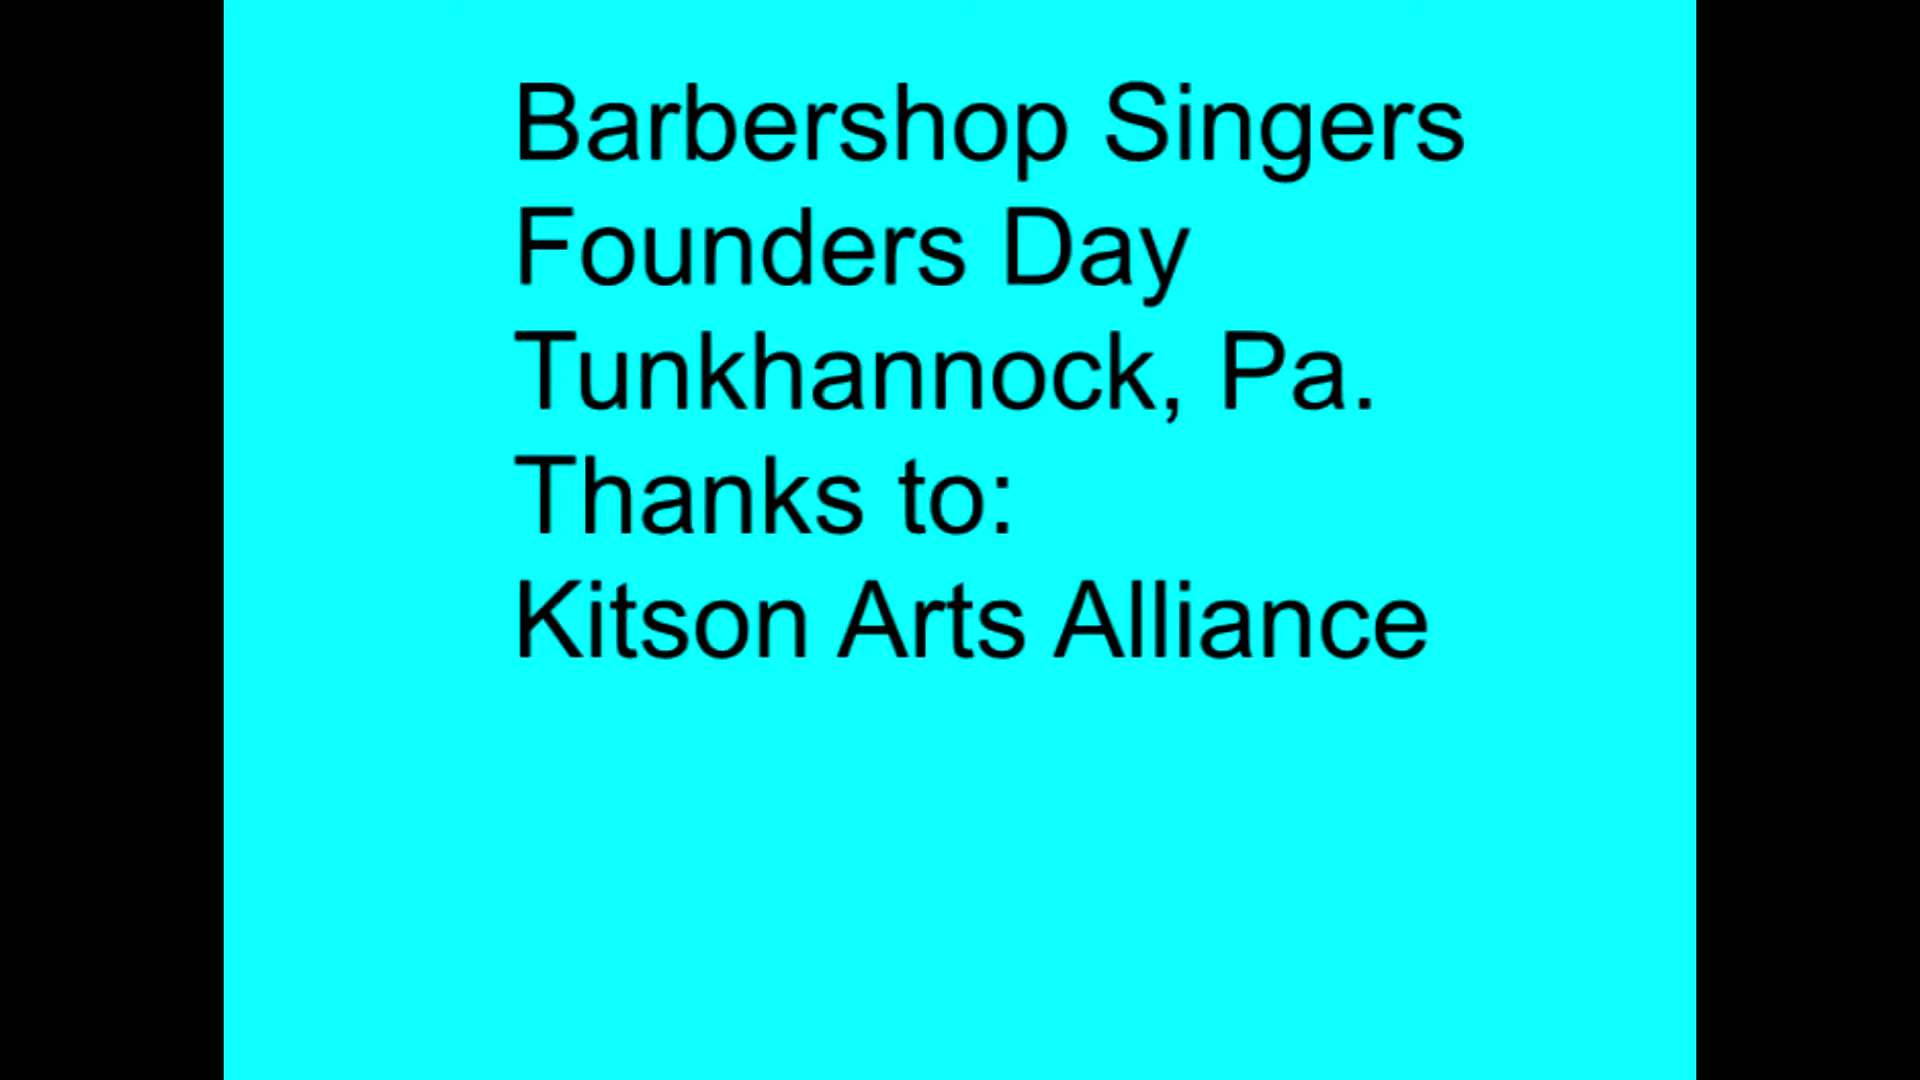 Barbershop Singers
Founders Day
Tunkhannock, Pa.
Thanks to:
Kitson Arts Alliance